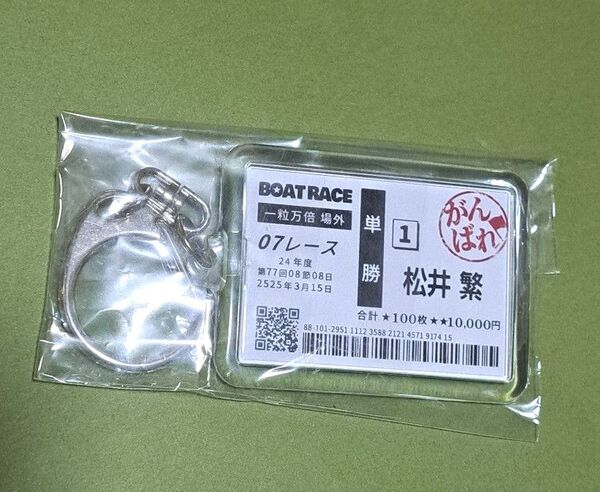 BOATRACE
一粒万倍 場外
07レース
24年度
第77回08節08日
2525年3月15日
単勝
1
松井 繁
がんばれ
合計 ★100枚 ★★10,000円
88-101-2951 1112 3588 2121 4571 9174 15